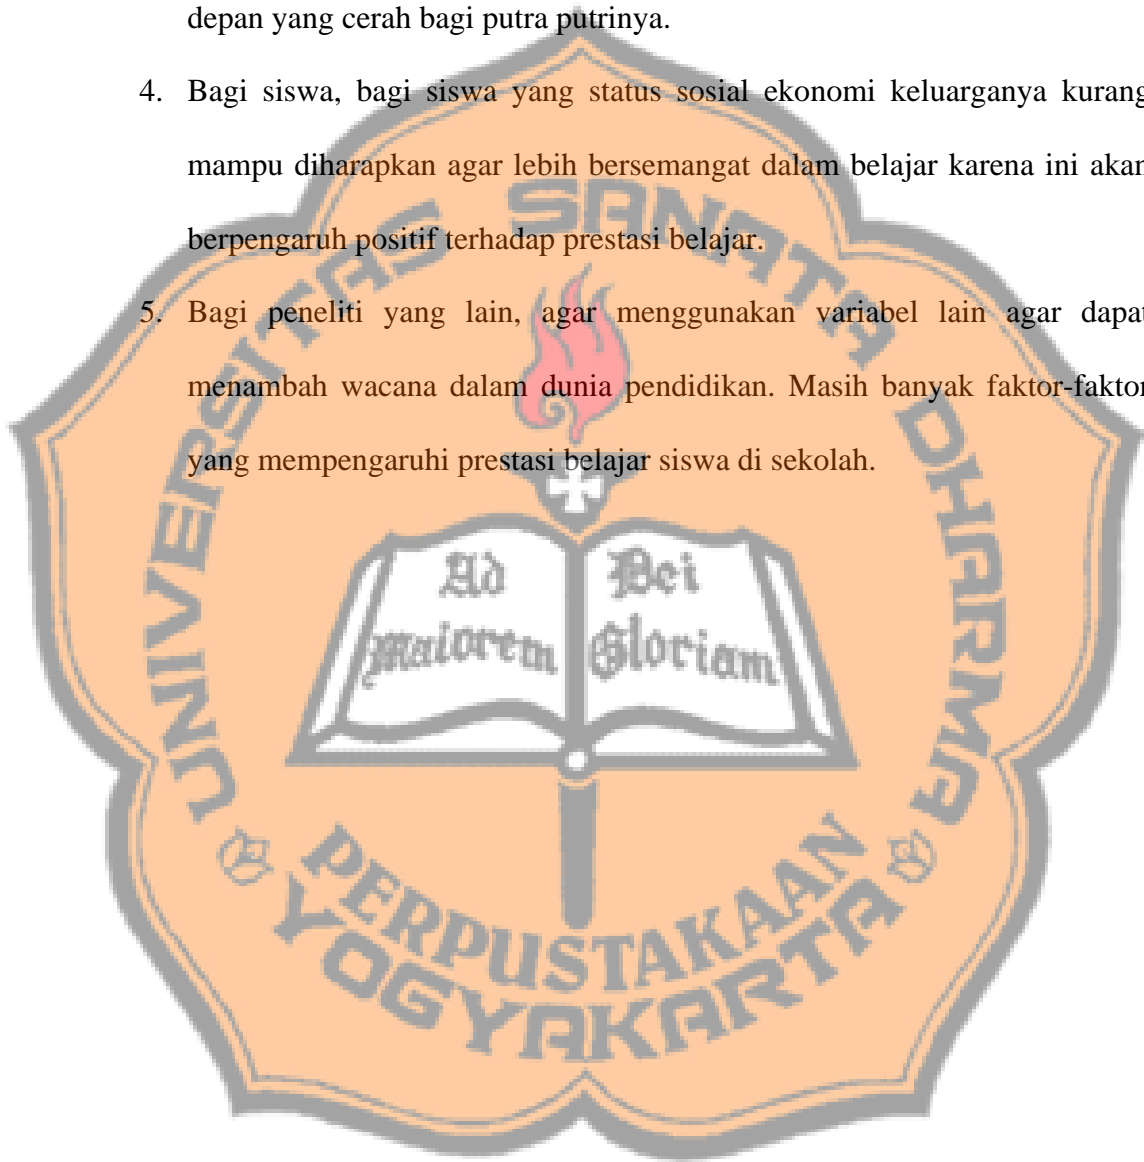 depan yang cerah bagi putra putrinya.
4. Bagi siswa, bagi siswa yang status sosial ekonomi keluarganya kurang
mampu diharapkan agar lebih bersemangat dalam belajar karena ini akan
berpengaruh positif terhadap prestasi belajar.
5. Bagi peneliti yang lain, agar menggunakan variabel lain agar dapat
menambah wacana dalam dunia pendidikan. Masih banyak faktor-faktor
yang mempengaruhi prestasi belajar siswa di sekolah.
UNIVERSITAS SANATA DHARMA
Ad Dei
maiorem Gloriam
PERPUSTAKAAN
YOGYAKARTA